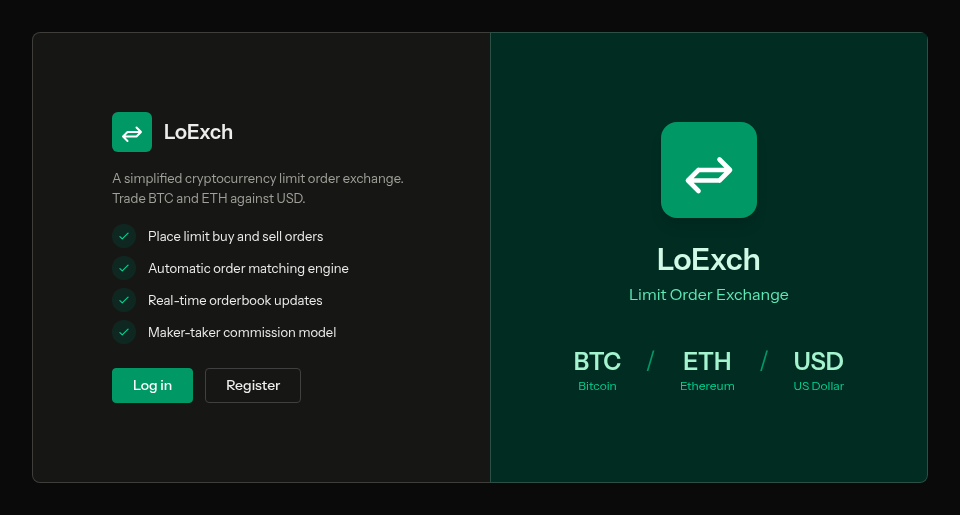 LoExch
A simplified cryptocurrency limit order exchange.
Trade BTC and ETH against USD.
Place limit buy and sell orders
Automatic order matching engine
Real-time orderbook updates
Maker-taker commission model
Log in
Register
LoExch
Limit Order Exchange
BTC / ETH / USD
Bitcoin Ethereum US Dollar